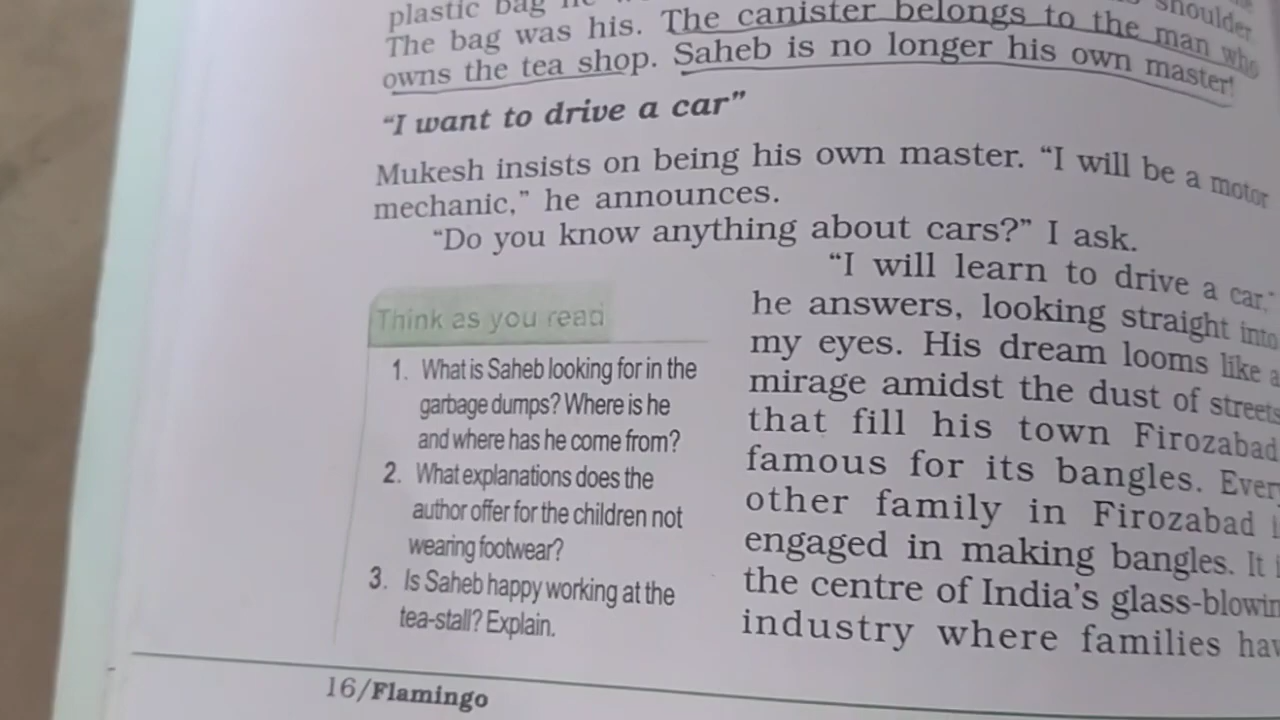 plastic bag he
shoulder
The bag was his. The canister belongs to the man who
owns the tea shop. Saheb is no longer his own master!
“I want to drive a car”
Mukesh insists on being his own master. “I will be a motor
mechanic,” he announces.
“Do you know anything about cars?” I ask.
“I will learn to drive a car,”
he answers, looking straight into
my eyes. His dream looms like a
mirage amidst the dust of streets
that fill his town Firozabad
famous for its bangles. Ever
other family in Firozabad i
engaged in making bangles. It i
the centre of India’s glass-blowin
industry where families hav
Think as you read
1. What is Saheb looking for in the
garbage dumps? Where is he
and where has he come from?
2. What explanations does the
author offer for the children not
wearing footwear?
3. Is Saheb happy working at the
tea-stall? Explain.
16/Flamingo